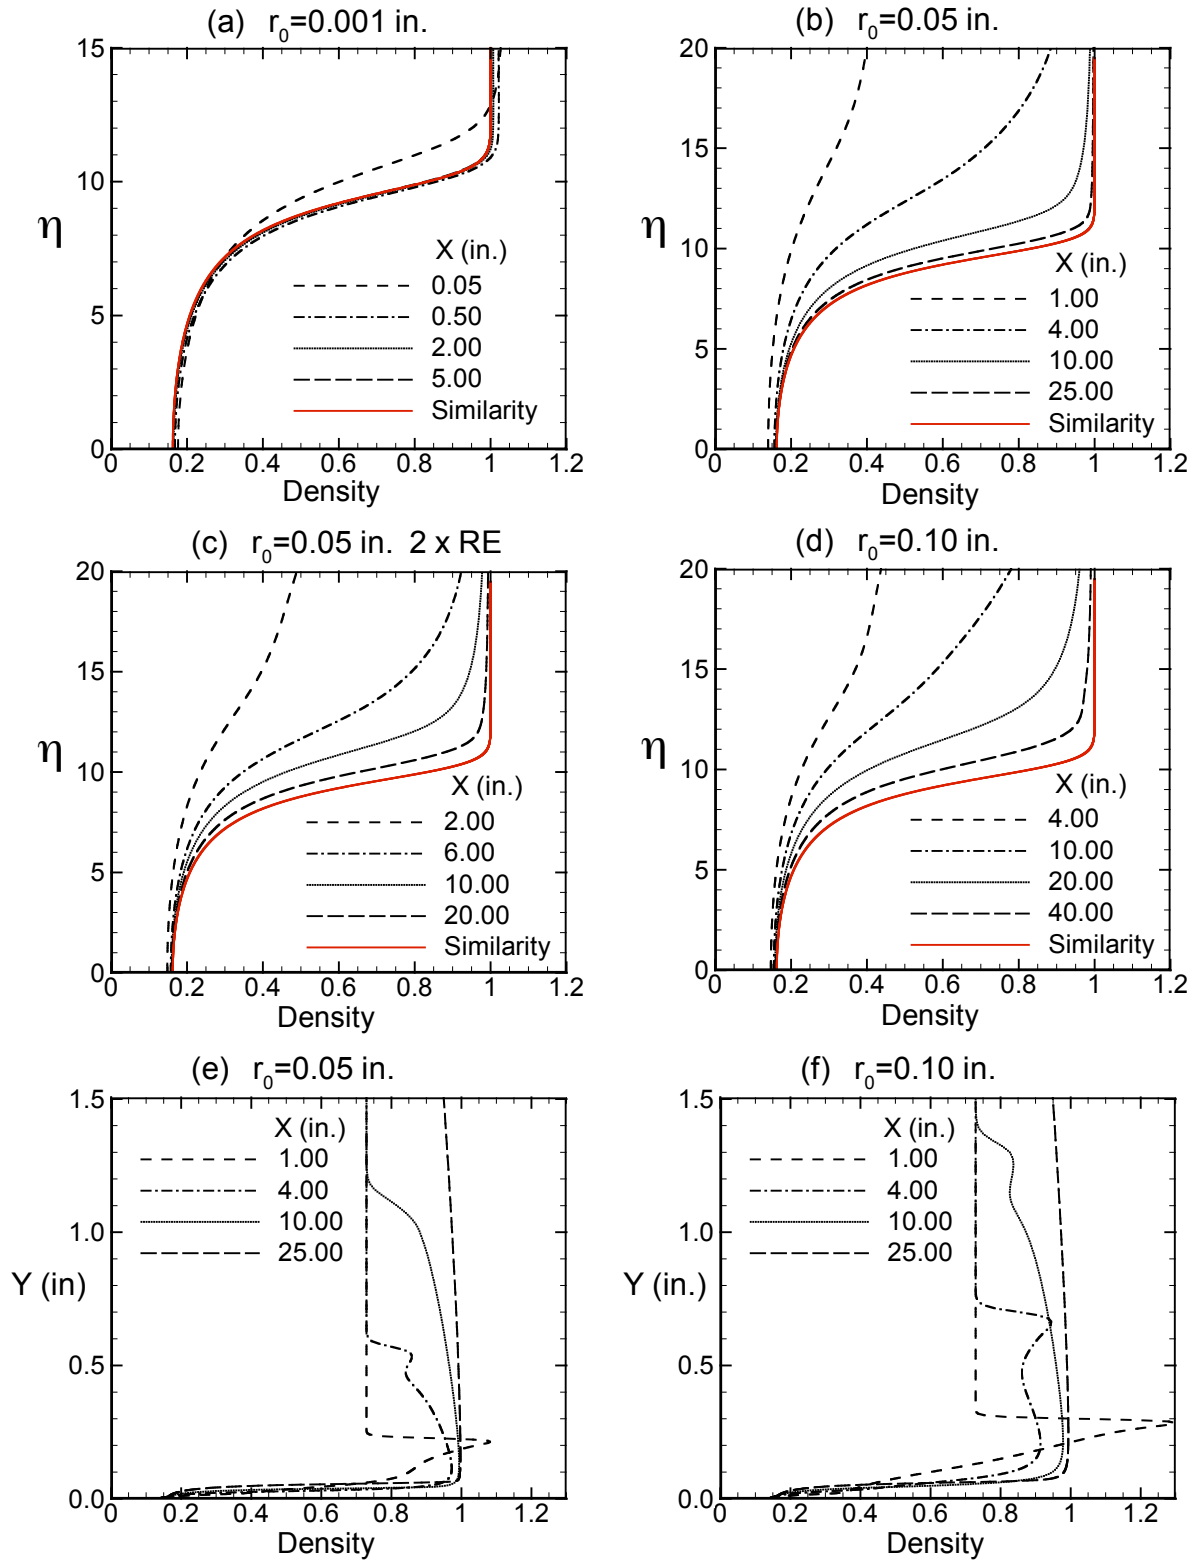 (a) r0=0.001 in.
15
10
5
0
η
X (in.)
0.05
0.50
2.00
5.00
Similarity
0 0.2 0.4 0.6 0.8 1 1.2
Density
(b) r0=0.05 in.
20
15
10
5
0
η
X (in.)
1.00
4.00
10.00
25.00
Similarity
0 0.2 0.4 0.6 0.8 1 1.2
Density
(c) r0=0.05 in. 2 x RE
20
15
10
5
0
η
X (in.)
2.00
6.00
10.00
20.00
Similarity
0 0.2 0.4 0.6 0.8 1 1.2
Density
(d) r0=0.10 in.
20
15
10
5
0
η
X (in.)
4.00
10.00
20.00
40.00
Similarity
0 0.2 0.4 0.6 0.8 1 1.2
Density
(e) r0=0.05 in.
1.5
1.0
0.5
0.0
Y (in)
X (in.)
1.00
4.00
10.00
25.00
0 0.2 0.4 0.6 0.8 1 1.2
Density
(f) r0=0.10 in.
1.5
1.0
0.5
0.0
Y (in.)
X (in.)
1.00
4.00
10.00
25.00
0 0.2 0.4 0.6 0.8 1 1.2
Density